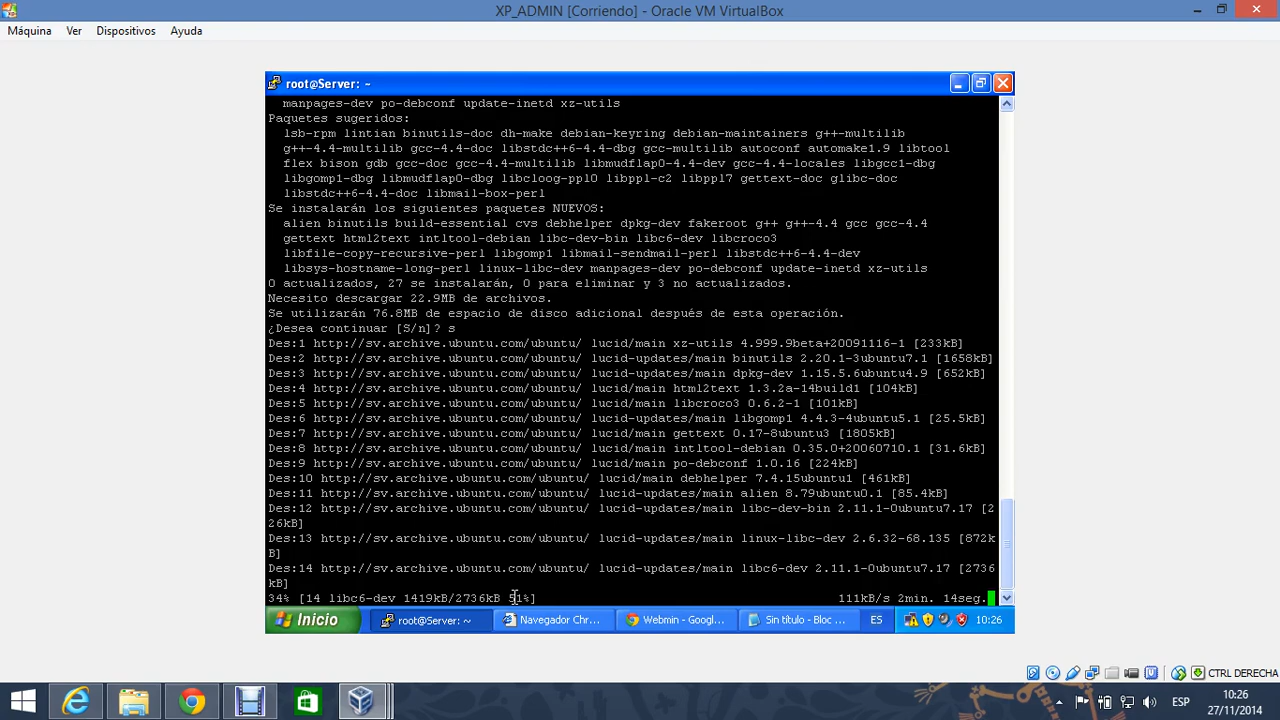 XP_ADMIN [Corriendo] - Oracle VM VirtualBox
Máquina Ver Dispositivos Ayuda
root@Server: ~
manpages-dev po-debconf update-inetd xz-utils
Paquetes sugeridos:
lsb-rpm lintian binutils-doc dh-make debian-keyring debian-maintainers g++-multilib
g++-4.4-multilib gcc-4.4-doc libstdc++6-4.4-dbg gcc-multilib autoconf automake1.9 libtool
flex bison gdb gcc-doc gcc-4.4-multilib libmudflap0-4.4-dev gcc-4.4-locales libgcc1-dbg
libgomp1-dbg libmudflap0-dbg libcloog-ppl0 libppl-c2 libppl7 gettext-doc glibc-doc
libstdc++6-4.4-doc libmail-box-perl
Se instalarán los siguientes paquetes NUEVOS:
alien binutils build-essential cvs debhelper dpkg-dev fakeroot g++ g++-4.4 gcc gcc-4.4
gettext html2text intltool-debian libc-dev-bin libc6-dev libcroco3
libfile-copy-recursive-perl libgomp1 libmail-sendmail-perl libstdc++6-4.4-dev
libsys-hostname-long-perl linux-libc-dev manpages-dev po-debconf update-inetd xz-utils
0 actualizados, 27 se instalarán, 0 para eliminar y 3 no actualizados.
Necesito descargar 22.9MB de archivos.
Se utilizarán 76.8MB de espacio de disco adicional después de esta operación.
¿Desea continuar [S/n]? s
Des:1 http://sv.archive.ubuntu.com/ubuntu/ lucid/main xz-utils 4.999.9beta+20091116-1 [233kB]
Des:2 http://sv.archive.ubuntu.com/ubuntu/ lucid-updates/main binutils 2.20.1-3ubuntu7.1 [1658kB]
Des:3 http://sv.archive.ubuntu.com/ubuntu/ lucid-updates/main dpkg-dev 1.15.5.6ubuntu4.9 [652kB]
Des:4 http://sv.archive.ubuntu.com/ubuntu/ lucid/main html2text 1.3.2a-14build1 [104kB]
Des:5 http://sv.archive.ubuntu.com/ubuntu/ lucid/main libcroco3 0.6.2-1 [101kB]
Des:6 http://sv.archive.ubuntu.com/ubuntu/ lucid-updates/main libgomp1 4.4.3-4ubuntu5.1 [25.5kB]
Des:7 http://sv.archive.ubuntu.com/ubuntu/ lucid/main gettext 0.17-8ubuntu3 [1805kB]
Des:8 http://sv.archive.ubuntu.com/ubuntu/ lucid/main intltool-debian 0.35.0+20060710.1 [31.6kB]
Des:9 http://sv.archive.ubuntu.com/ubuntu/ lucid/main po-debconf 1.0.16 [224kB]
Des:10 http://sv.archive.ubuntu.com/ubuntu/ lucid/main debhelper 7.4.15ubuntu1 [461kB]
Des:11 http://sv.archive.ubuntu.com/ubuntu/ lucid-updates/main alien 8.79ubuntu0.1 [85.4kB]
Des:12 http://sv.archive.ubuntu.com/ubuntu/ lucid-updates/main libc-dev-bin 2.11.1-0ubuntu7.17 [2
26kB]
Des:13 http://sv.archive.ubuntu.com/ubuntu/ lucid-updates/main linux-libc-dev 2.6.32-68.135 [872k
B]
Des:14 http://sv.archive.ubuntu.com/ubuntu/ lucid-updates/main libc6-dev 2.11.1-0ubuntu7.17 [2736
kB]
34% [14 libc6-dev 1419kB/2736kB 51%] 111kB/s 2min. 14seg.
Inicio root@Server: ~ Navegador Chr... Webmin - Googl... Sin título - Bloc ... ES 10:26
CTRL DERECHA
ESP 10:26
27/11/2014